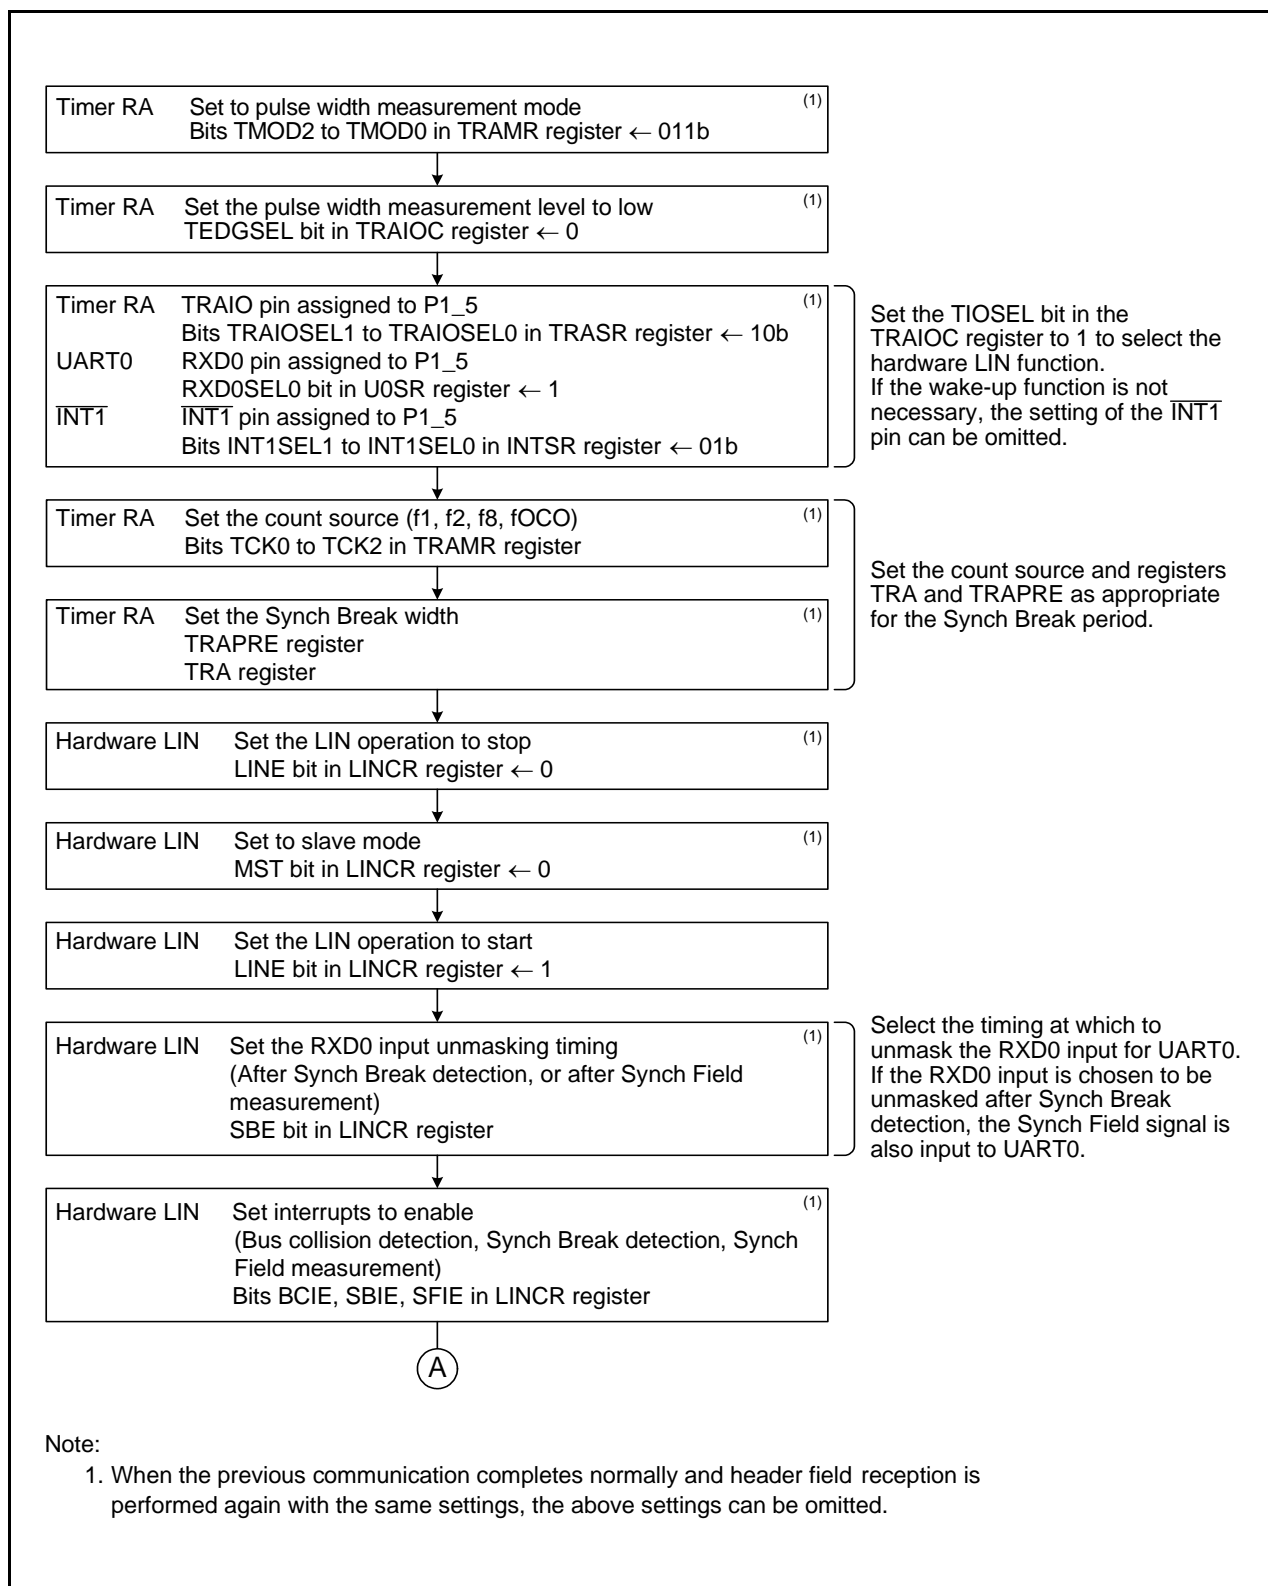 Timer RA Set to pulse width measurement mode (1)
Bits TMOD2 to TMOD0 in TRAMR register ← 011b
Timer RA Set the pulse width measurement level to low (1)
TEDGSEL bit in TRAIOC register ← 0
Timer RA TRAIO pin assigned to P1_5 (1)
Bits TRAIOSEL1 to TRAIOSEL0 in TRASR register ← 10b
UART0 RXD0 pin assigned to P1_5
RXD0SEL0 bit in U0SR register ← 1
INT1 INT1 pin assigned to P1_5
Bits INT1SEL1 to INT1SEL0 in INTSR register ← 01b
Set the TIOSEL bit in the
TRAIOC register to 1 to select the
hardware LIN function.
If the wake-up function is not
necessary, the setting of the INT1
pin can be omitted.
Timer RA Set the count source (f1, f2, f8, fOCO) (1)
Bits TCK0 to TCK2 in TRAMR register
Timer RA Set the Synch Break width (1)
TRAPRE register
TRA register
Set the count source and registers
TRA and TRAPRE as appropriate
for the Synch Break period.
Hardware LIN Set the LIN operation to stop (1)
LINE bit in LINCR register ← 0
Hardware LIN Set to slave mode (1)
MST bit in LINCR register ← 0
Hardware LIN Set the LIN operation to start
LINE bit in LINCR register ← 1
Hardware LIN Set the RXD0 input unmasking timing (1)
(After Synch Break detection, or after Synch Field
measurement)
SBE bit in LINCR register
Select the timing at which to
unmask the RXD0 input for UART0.
If the RXD0 input is chosen to be
unmasked after Synch Break
detection, the Synch Field signal is
also input to UART0.
Hardware LIN Set interrupts to enable (1)
(Bus collision detection, Synch Break detection, Synch
Field measurement)
Bits BCIE, SBIE, SFIE in LINCR register
A
Note:
1. When the previous communication completes normally and header field reception is
performed again with the same settings, the above settings can be omitted.